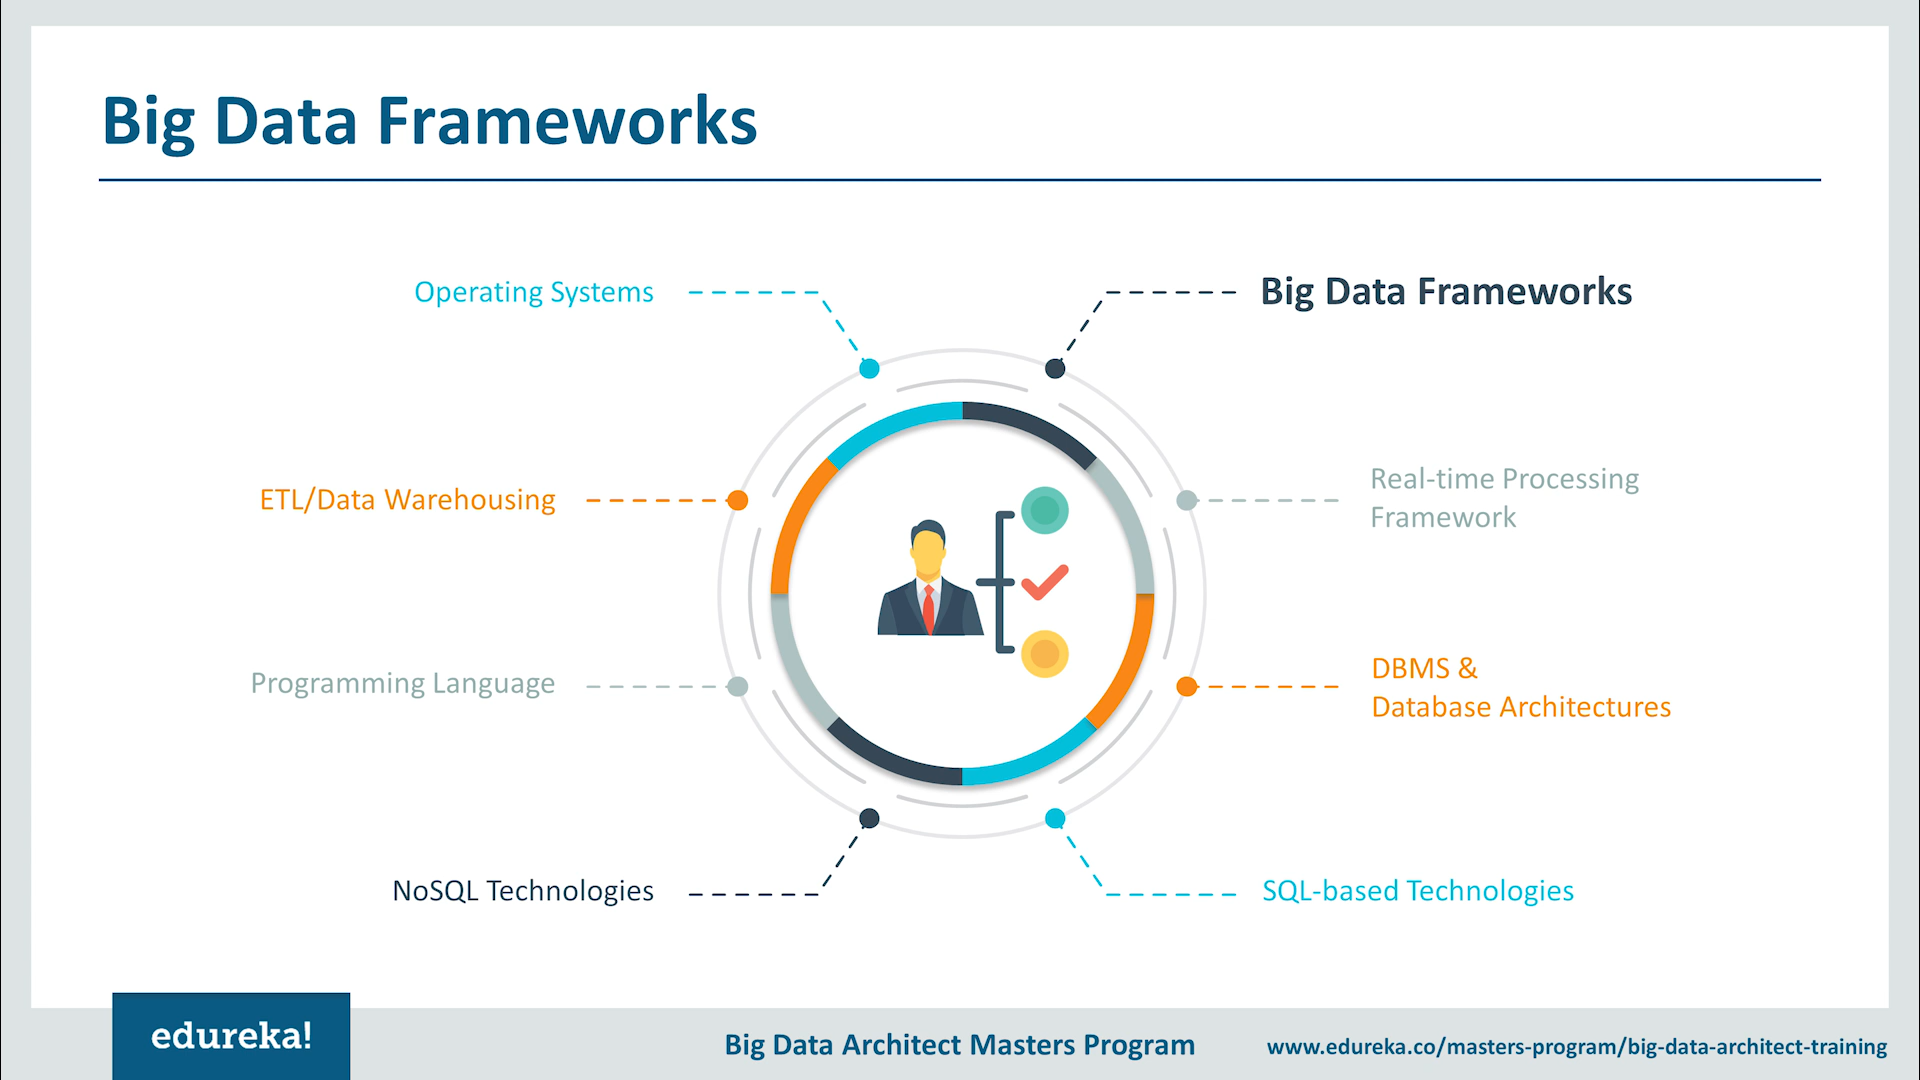 Big Data Frameworks
Operating Systems
Big Data Frameworks
ETL/Data Warehousing
Real-time Processing
Framework
Programming Language
DBMS &
Database Architectures
NoSQL Technologies
SQL-based Technologies
edureka!
Big Data Architect Masters Program
www.edureka.co/masters-program/big-data-architect-training